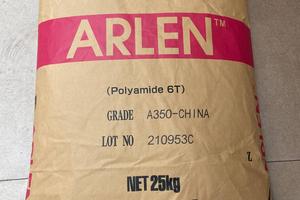 ARLEN™
(Polyamide 6T)
GRADE A350-CHINA
LOT NO 210953C
Z
NET 25kg